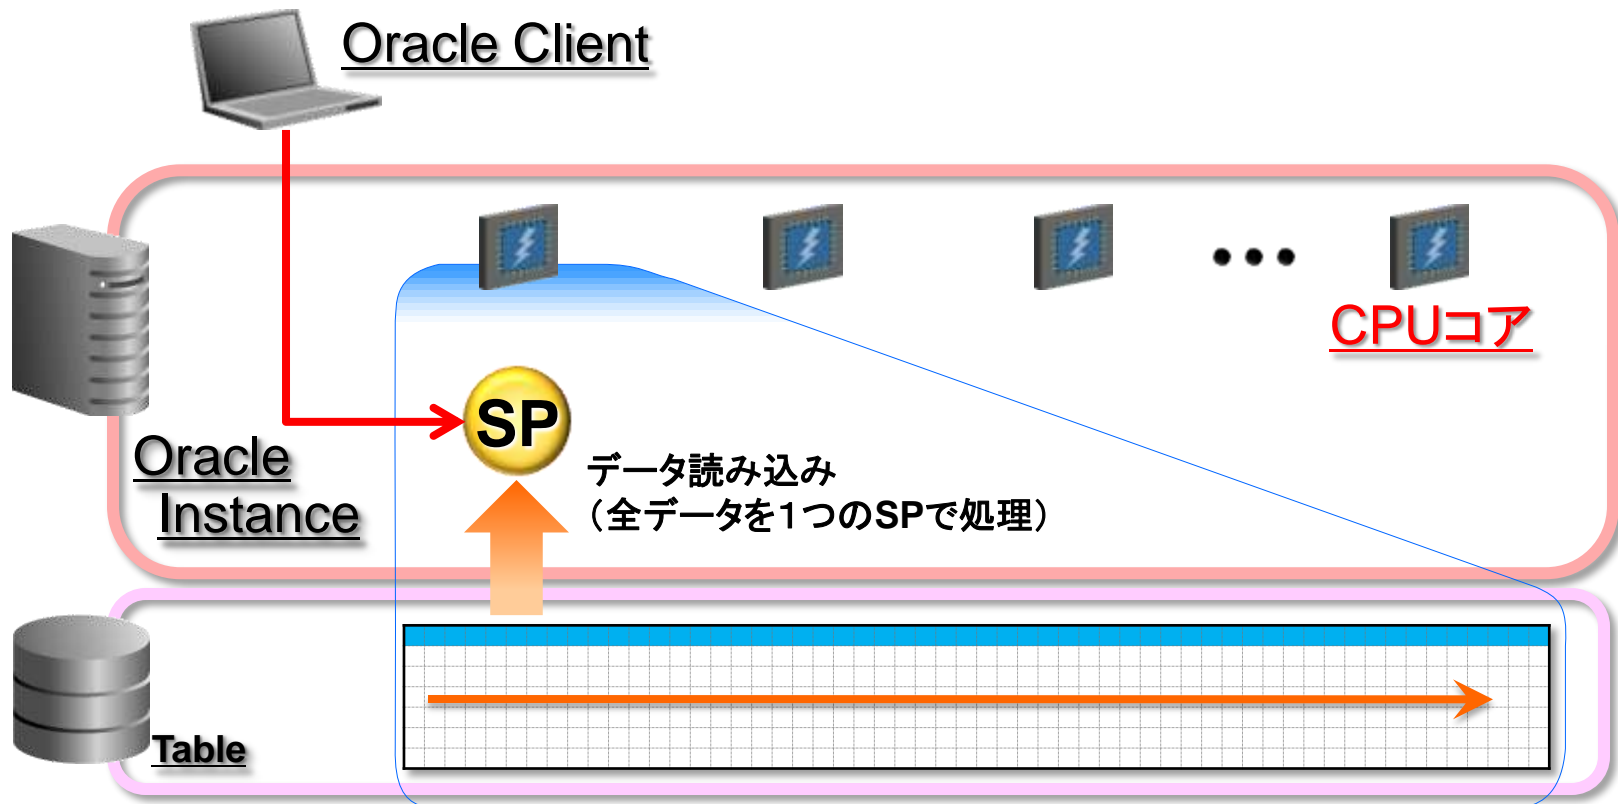 Oracle Client
CPUコア
SP
Oracle
Instance
データ読み込み
（全データを１つのSPで処理）
Table